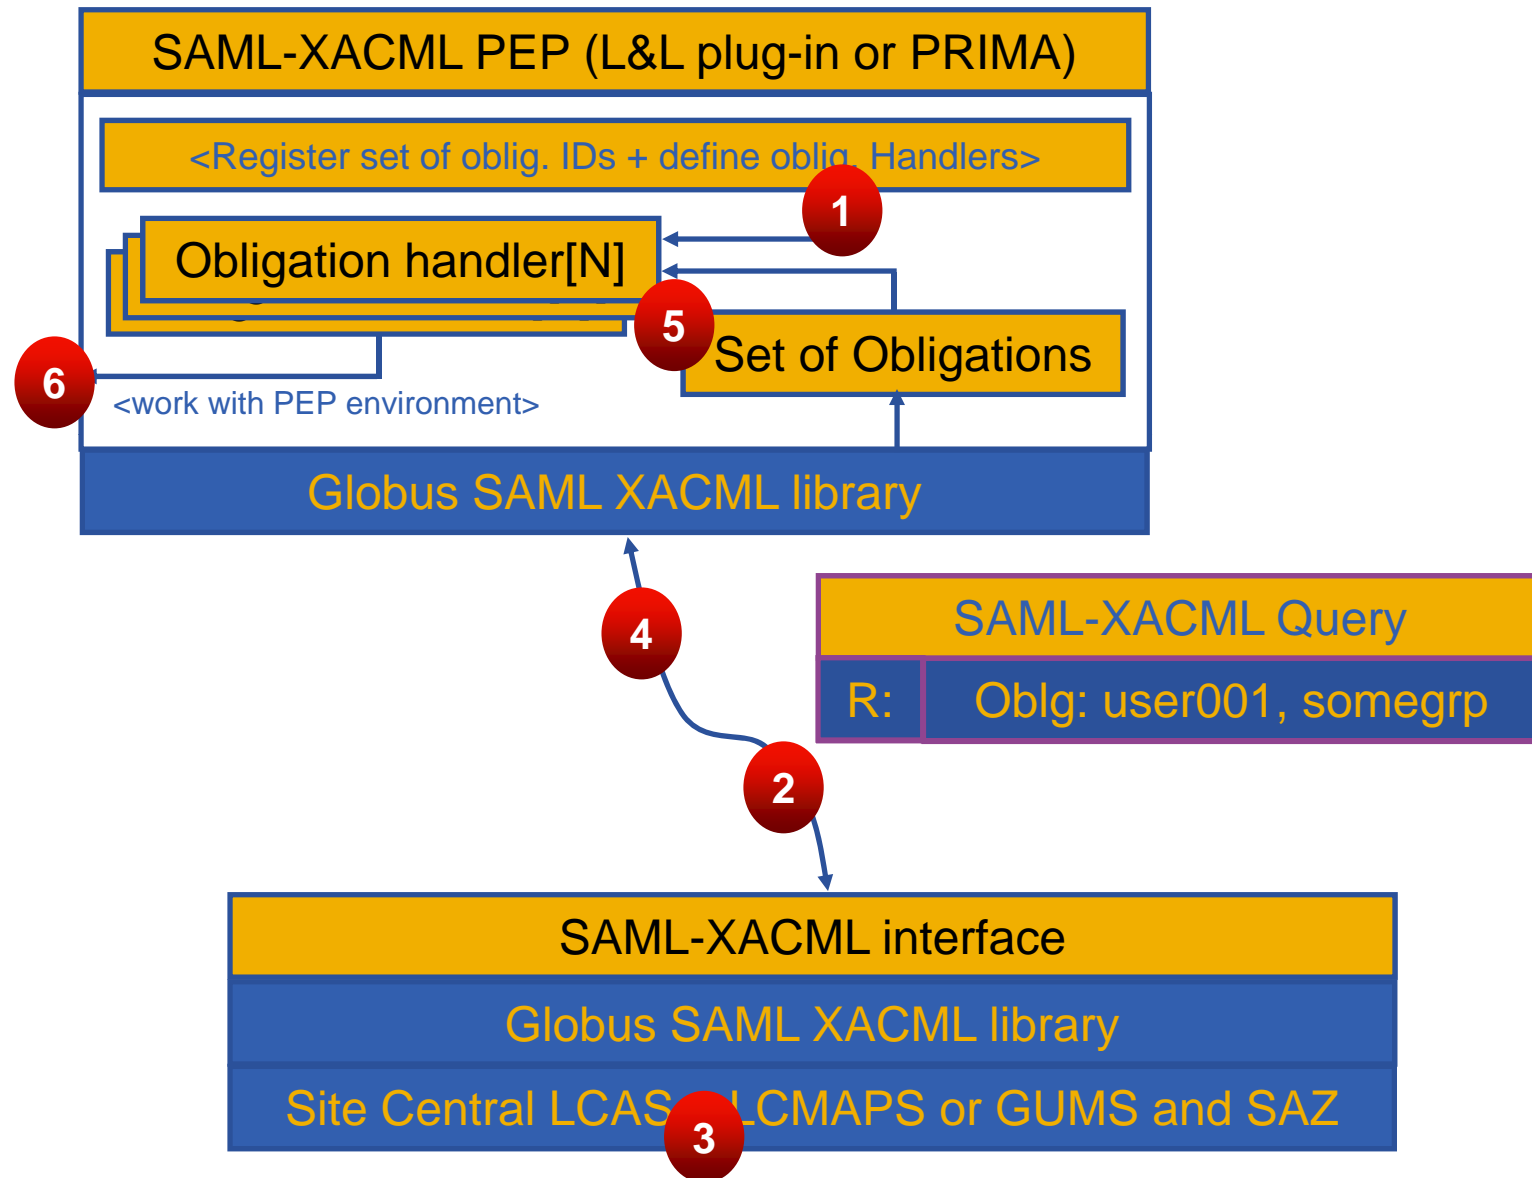 SAML-XACML PEP (L&L plug-in or PRIMA)
<Register set of oblig. IDs + define oblig. Handlers>
1
Obligation handler[N]
5
Set of Obligations
6
<work with PEP environment>
Globus SAML XACML library
4
SAML-XACML Query
R: Oblg: user001, somegrp
2
SAML-XACML interface
Globus SAML XACML library
Site Central LCAS LCMAPS or GUMS and SAZ
3